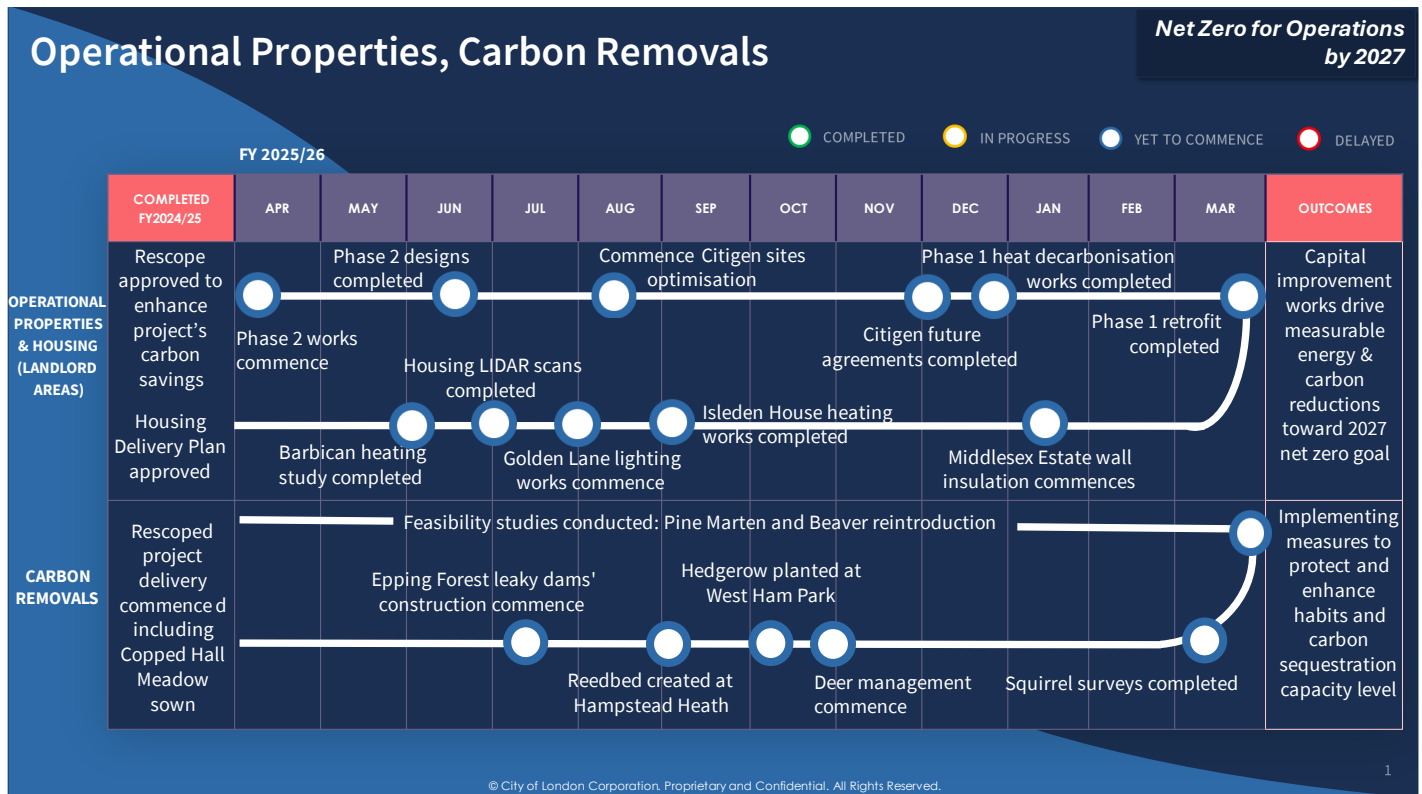 Operational Properties, Carbon Removals
Net Zero for Operations
by 2027
COMPLETED
IN PROGRESS
YET TO COMMENCE
DELAYED
FY 2025/26
COMPLETED
FY2024/25
APR
MAY
JUN
JUL
AUG
SEP
OCT
NOV
DEC
JAN
FEB
MAR
OUTCOMES
OPERATIONAL
PROPERTIES
& HOUSING
(LANDLORD
AREAS)
Rescope
approved to
enhance
project’s
carbon
savings
Housing
Delivery Plan
approved
Phase 2 works
commence
Phase 2 designs
completed
Commence Citigen sites
optimisation
Citigen future
agreements completed
Phase 1 heat decarbonisation
works completed
Phase 1 retrofit
completed
Barbican heating
study completed
Housing LIDAR scans
completed
Golden Lane lighting
works commence
Isleden House heating
works completed
Middlesex Estate wall
insulation commences
Capital
improvement
works drive
measurable
energy &
carbon
reductions
toward 2027
net zero goal
CARBON
REMOVALS
Rescoped
project
delivery
commenced
including
Copped Hall
Meadow
sown
Feasibility studies conducted: Pine Marten and Beaver reintroduction
Epping Forest leaky dams'
construction commence
Reedbed created at
Hampstead Heath
Hedgerow planted at
West Ham Park
Deer management
commence
Squirrel surveys completed
Implementing
measures to
protect and
enhance
habits and
carbon
sequestration
capacity level
1
© City of London Corporation. Proprietary and Confidential. All Rights Reserved.